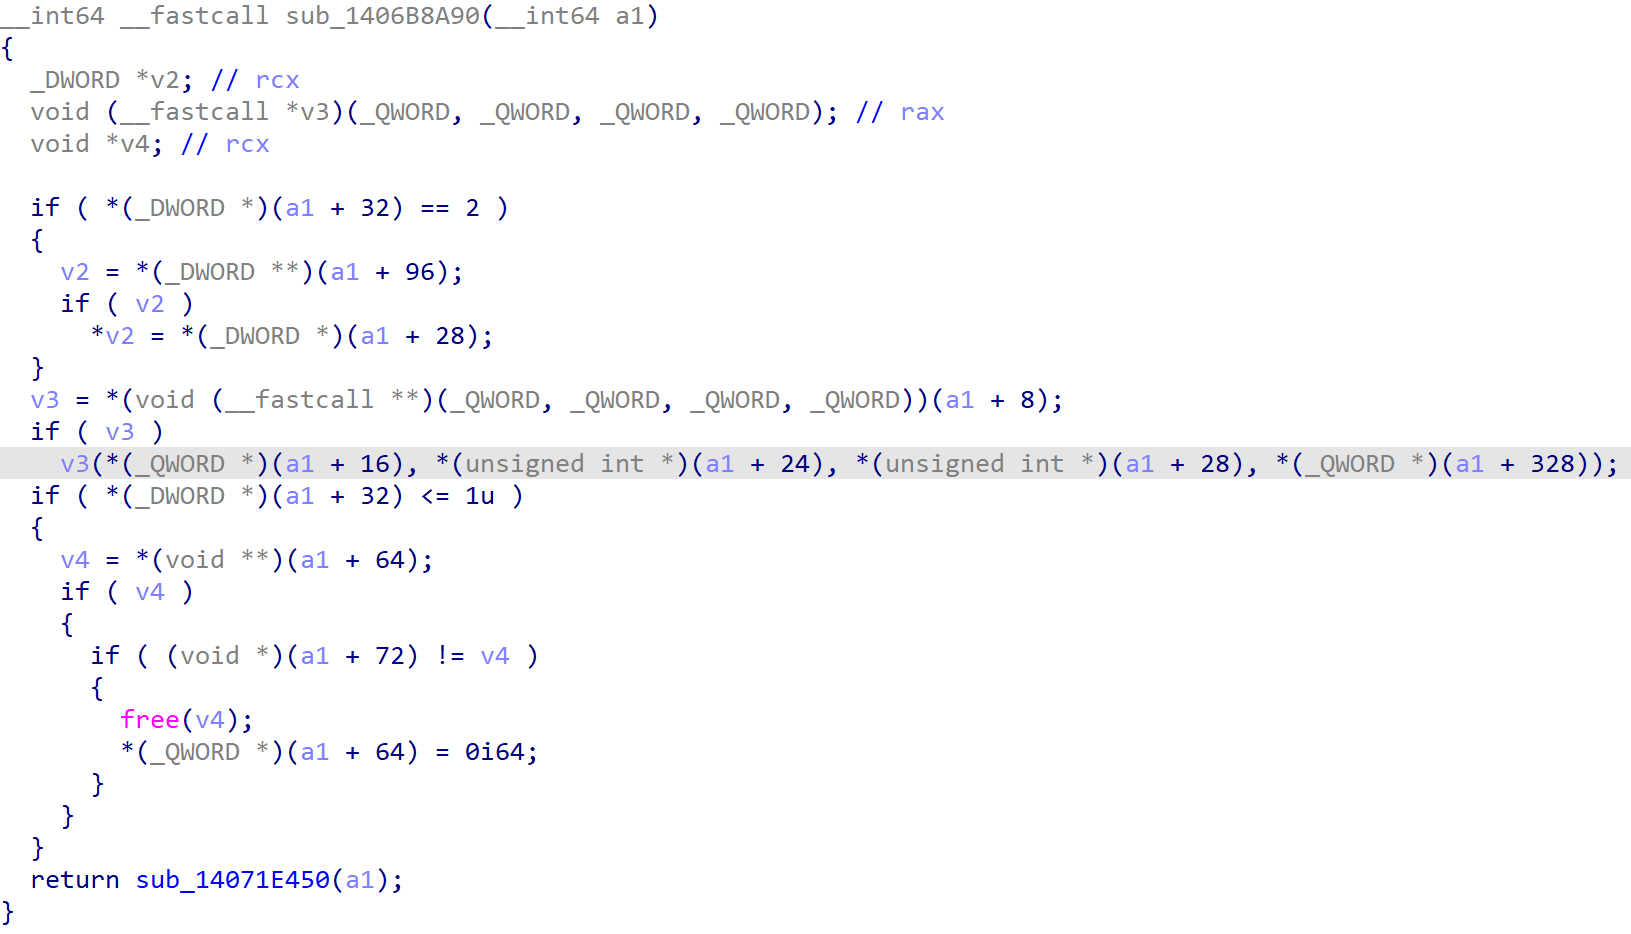 __int64 __fastcall sub_1406B8A90(__int64 a1)
{
  _DWORD *v2; // rcx
  void (__fastcall *v3)(_QWORD, _QWORD, _QWORD, _QWORD); // rax
  void *v4; // rcx

  if ( *(_DWORD *)(a1 + 32) == 2 )
  {
    v2 = *(_DWORD **)(a1 + 96);
    if ( v2 )
      *v2 = *(_DWORD *)(a1 + 28);
  }
  v3 = *(void (__fastcall **)(_QWORD, _QWORD, _QWORD, _QWORD))(a1 + 8);
  if ( v3 )
    v3(*(_QWORD *)(a1 + 16), *(unsigned int *)(a1 + 24), *(unsigned int *)(a1 + 28), *(_QWORD *)(a1 + 328));
  if ( *(_DWORD *)(a1 + 32) <= 1u )
  {
    v4 = *(void **)(a1 + 64);
    if ( v4 )
    {
      if ( (void *)(a1 + 72) != v4 )
      {
        free(v4);
        *(_QWORD *)(a1 + 64) = 0i64;
      }
    }
  }
  return sub_14071E450(a1);
}